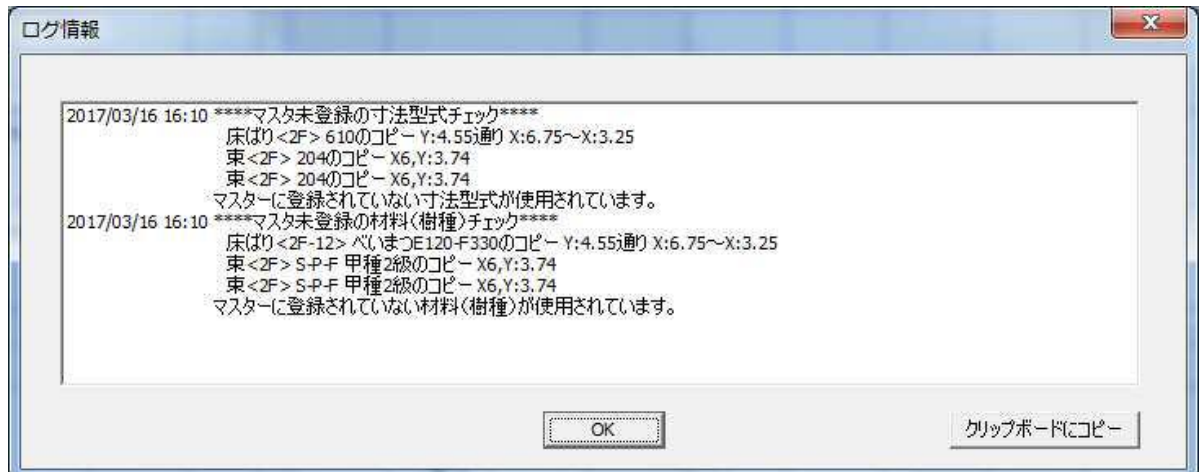 ログ情報
2017/03/16 16:10 ****マスタ未登録の寸法型式チェック****
床ばり<2F> 610のコピー Y:4.55通り X:6.75～X:3.25
束<2F> 204のコピー X6,Y:3.74
束<2F> 204のコピー X6,Y:3.74
マスターに登録されていない寸法型式が使用されています。
2017/03/16 16:10 ****マスタ未登録の材料(樹種)チェック****
床ばり<2F-12> べいまつE120-F330のコピー Y:4.55通り X:6.75～X:3.25
束<2F> S-P-F 甲種2級のコピー X6,Y:3.74
束<2F> S-P-F 甲種2級のコピー X6,Y:3.74
マスターに登録されていない材料(樹種)が使用されています。
OK
クリップボードにコピー